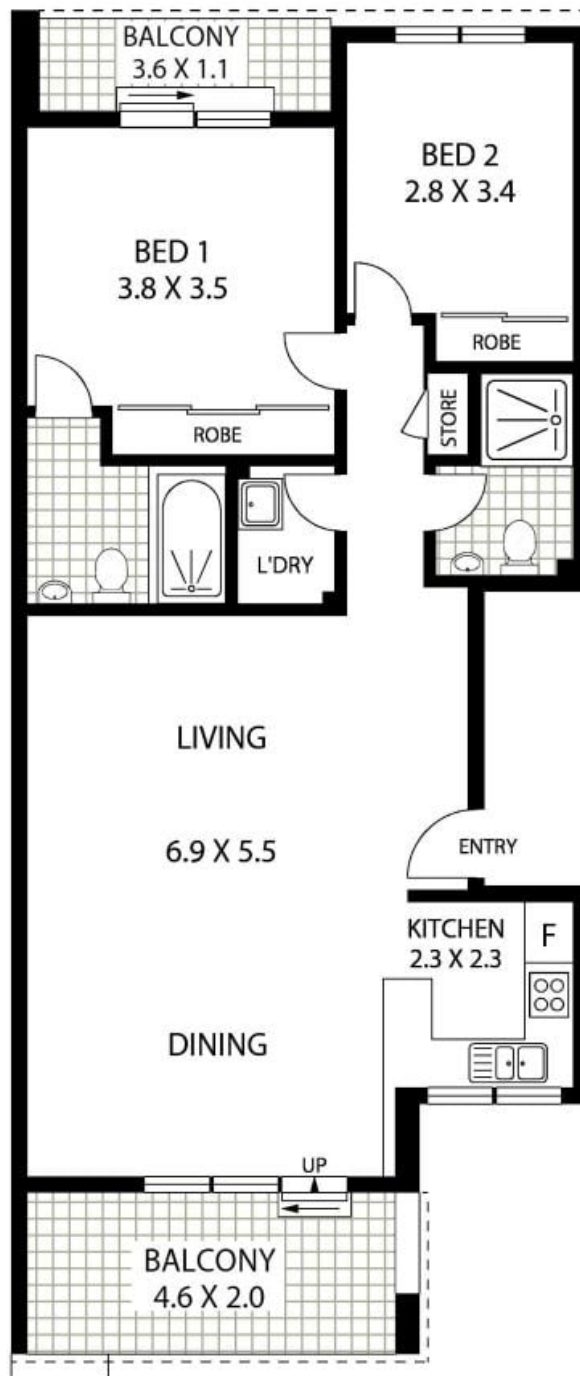 BALCONY
3.6 X 1.1
BED 2
2.8 X 3.4
BED 1
3.8 X 3.5
ROBE
STORE
ROBE
L'DRY
LIVING
6.9 X 5.5
ENTRY
KITCHEN
2.3 X 2.3
F
DINING
UP
BALCONY
4.6 X 2.0